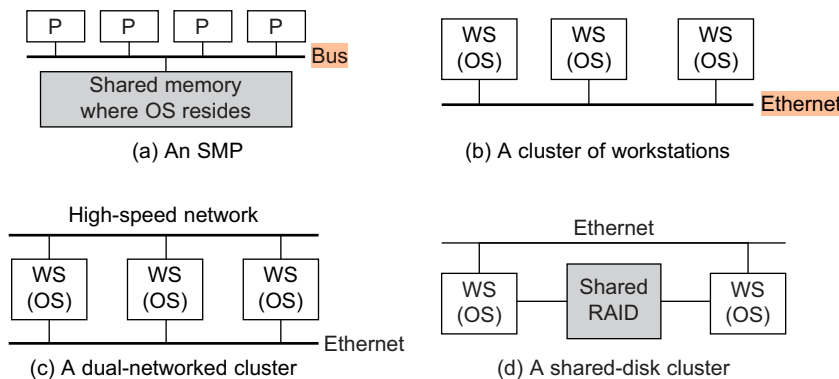 P P P P
Bus
Shared memory
where OS resides
(a) An SMP
WS WS WS
(OS) (OS) (OS)
Ethernet
(b) A cluster of workstations
High-speed network
WS WS WS
(OS) (OS) (OS)
Ethernet
(c) A dual-networked cluster
Ethernet
WS Shared WS
(OS) RAID (OS)
(d) A shared-disk cluster